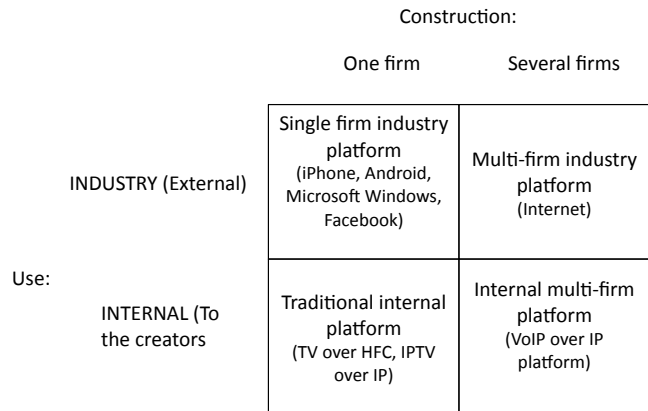 Construction:
One firm Several firms
Single firm industry
platform
(iPhone, Android,
Microsoft Windows,
Facebook)
Multi-firm industry
platform
(Internet)
INDUSTRY (External)
Use:
INTERNAL (To
the creators
Traditional internal
platform
(TV over HFC, IPTV
over IP)
Internal multi-firm
platform
(VoIP over IP
platform)